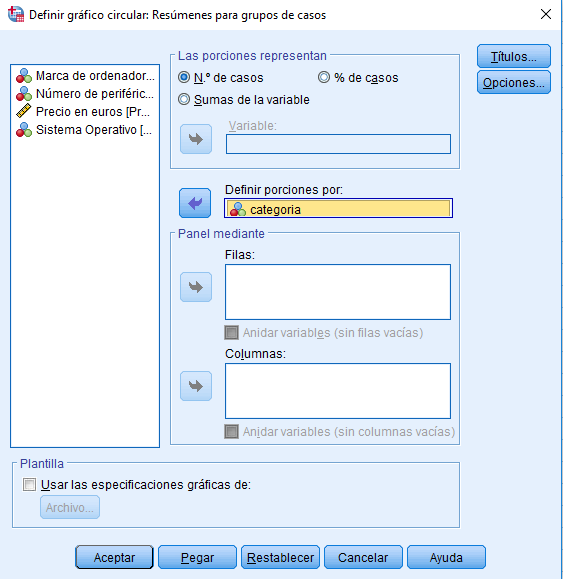 Definir gráfico circular: Resúmenes para grupos de casos
Marca de ordenador...
Número de periféric...
Precio en euros [Pr...
Sistema Operativo [...
Las porciones representan
N.º de casos
% de casos
Sumas de la variable
Variable:
Títulos...
Opciones...
Definir porciones por:
categoria
Panel mediante
Filas:
Anidar variables (sin filas vacías)
Columnas:
Anidar variables (sin columnas vacías)
Plantilla
Usar las especificaciones gráficas de:
Archivo...
Aceptar Pegar Restablecer Cancelar Ayuda